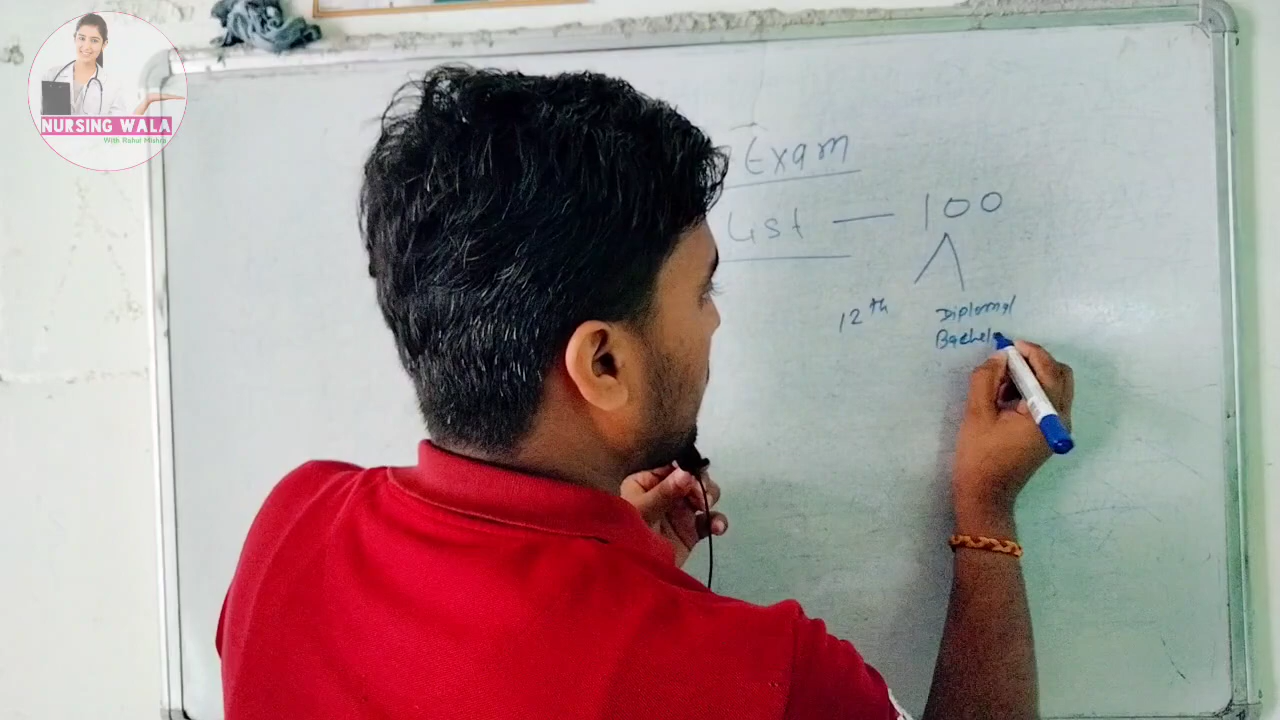 NURSING WALA
With Rahul Mishra
Exam
List — 100
12th
Diploma/
Bachel